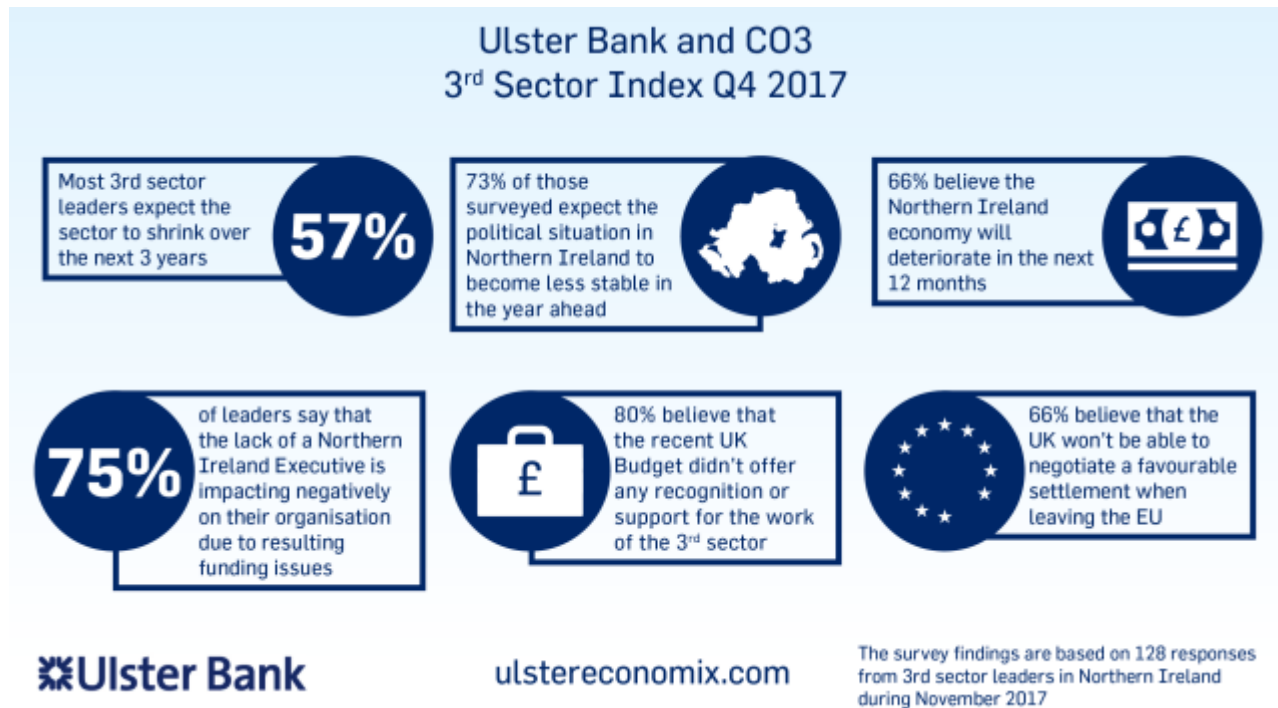 Ulster Bank and CO3
3rd Sector Index Q4 2017
Most 3rd sector
leaders expect the
sector to shrink over
the next 3 years
57%
73% of those
surveyed expect the
political situation in
Northern Ireland to
become less stable in
the year ahead
66% believe the
Northern Ireland
economy will
deteriorate in the next
12 months
£
75%
of leaders say that
the lack of a Northern
Ireland Executive is
impacting negatively
on their organisation
due to resulting
funding issues
£
80% believe that
the recent UK
Budget didn't offer
any recognition or
support for the work
of the 3rd sector
66% believe that the
UK won't be able to
negotiate a favourable
settlement when
leaving the EU
Ulster Bank
ulstereconomix.com
The survey findings are based on 128 responses
from 3rd sector leaders in Northern Ireland
during November 2017